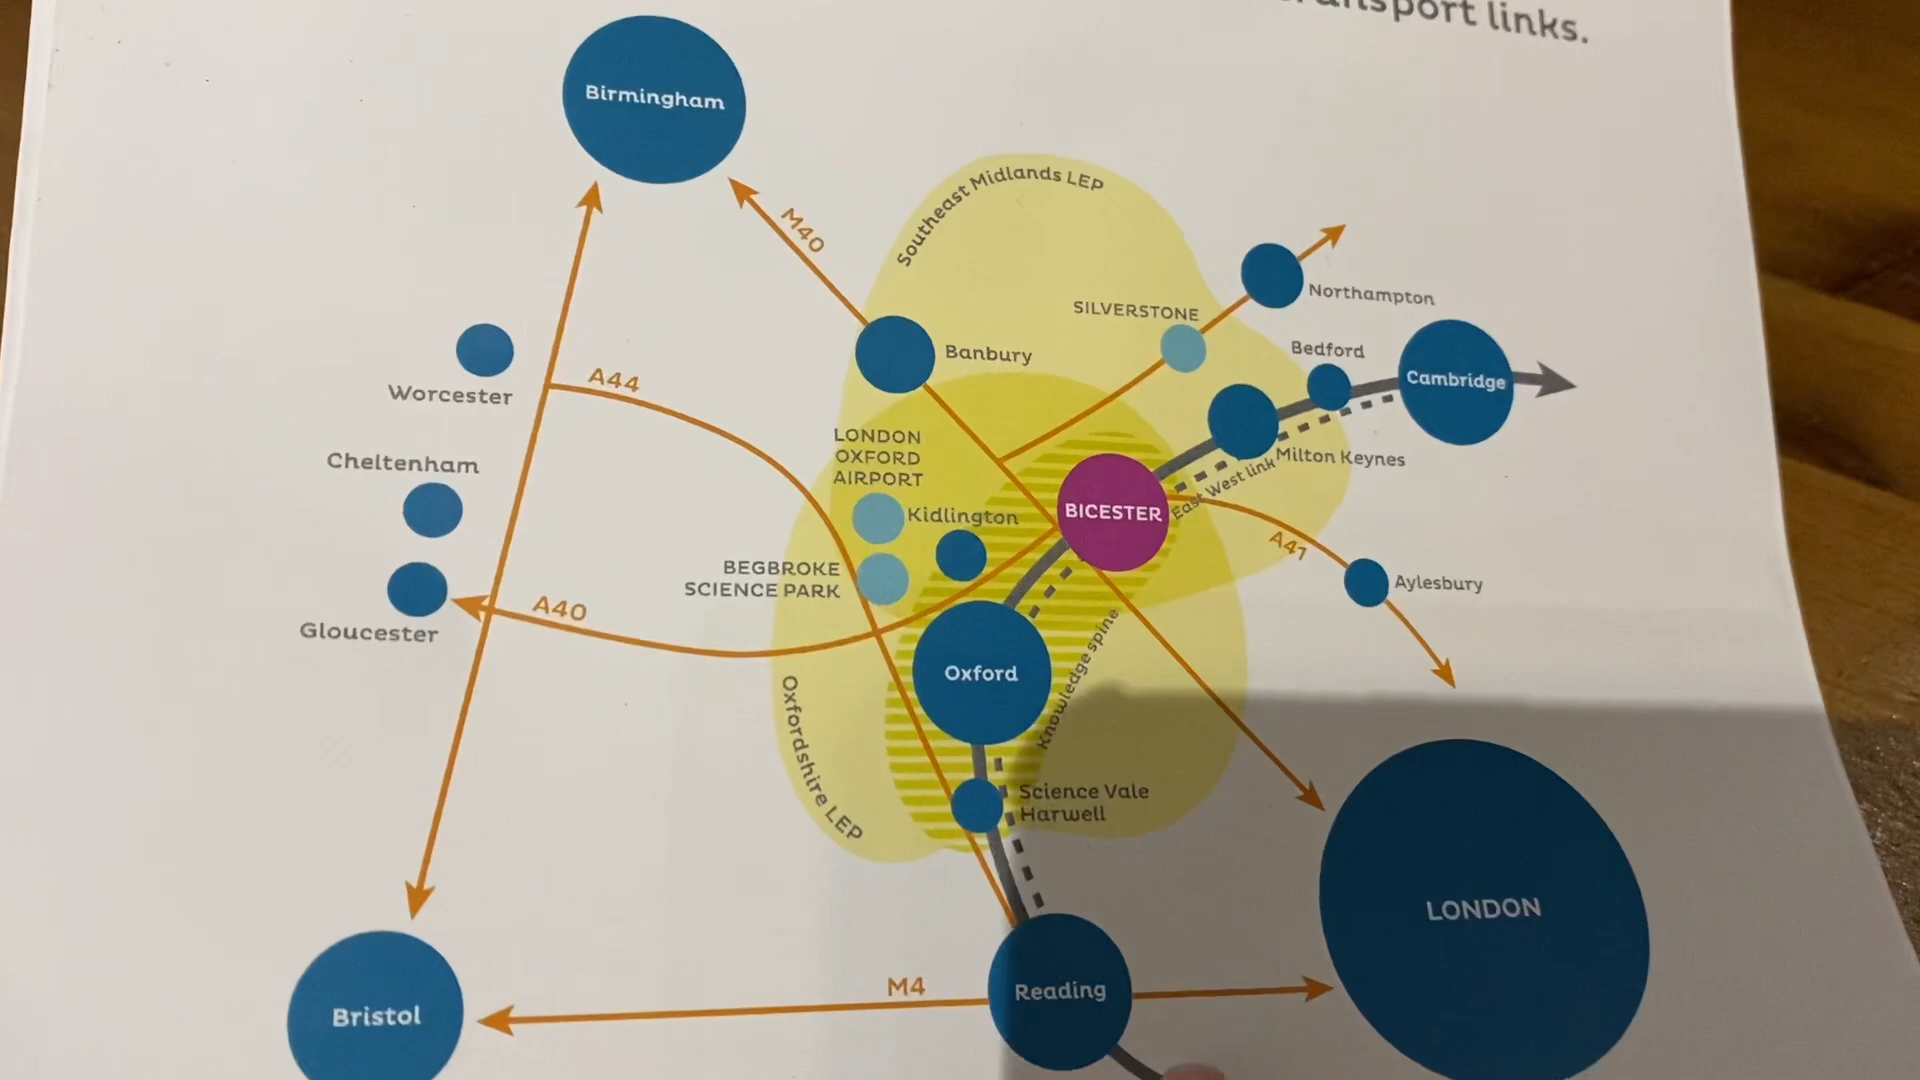 transport links.
Birmingham
M40
Southeast Midlands LEP
SILVERSTONE
Northampton
Banbury
Bedford
Cambridge
Worcester
A44
LONDON
OXFORD
AIRPORT
Milton Keynes
East West link
Cheltenham
Kidlington
BICESTER
A41
Aylesbury
BEGBROKE
SCIENCE PARK
Gloucester
A40
Oxford
Knowledge spine
Oxfordshire LEP
Science Vale
Harwell
LONDON
Bristol
M4
Reading